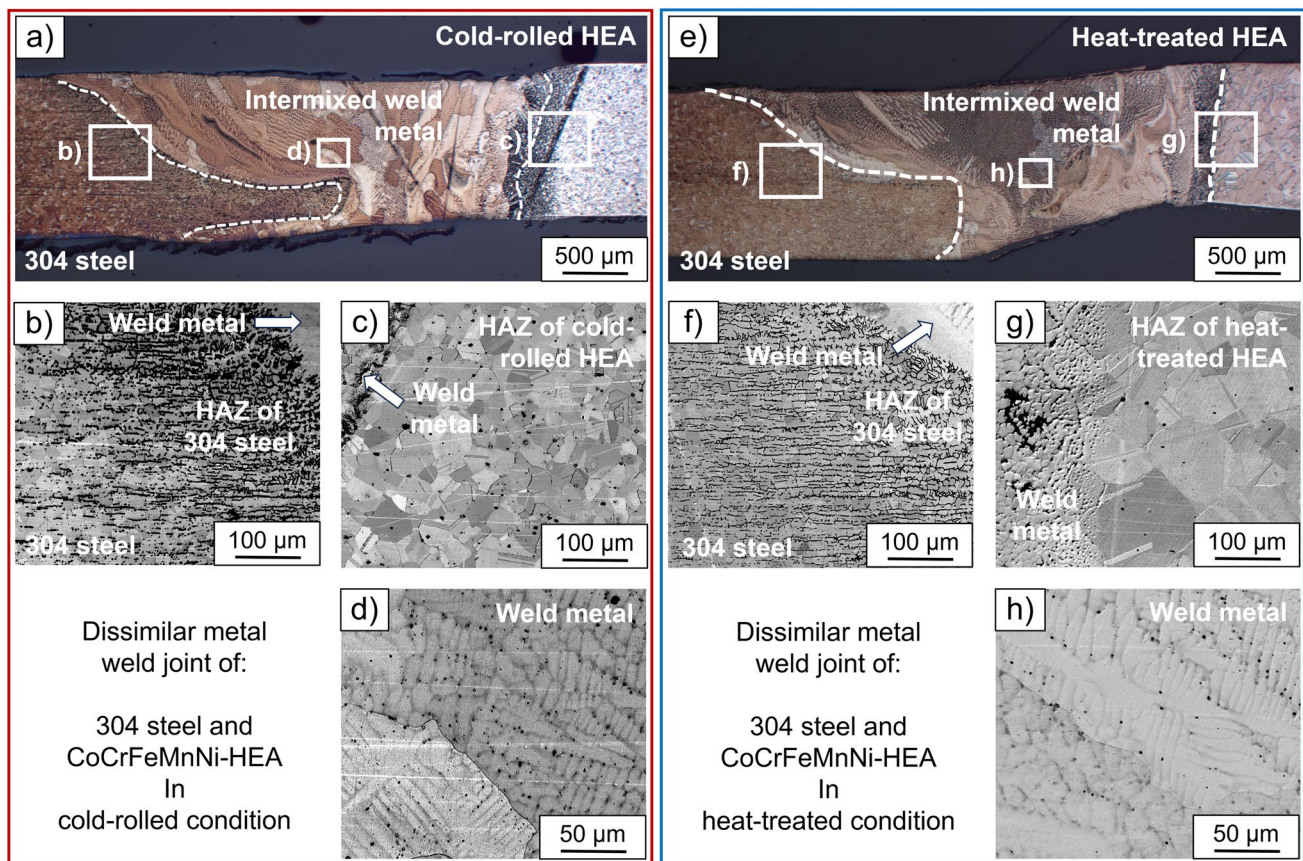 a)
Cold-rolled HEA
Intermixed weld
metal
b)
d)
c)
304 steel
500 µm
b)
Weld metal
HAZ of
304 steel
304 steel
100 µm
c)
HAZ of cold-
rolled HEA
Weld
metal
100 µm
Dissimilar metal
weld joint of:
304 steel and
CoCrFeMnNi-HEA
In
cold-rolled condition
d)
Weld metal
50 µm
e)
Heat-treated HEA
Intermixed weld
metal
f)
h)
g)
304 steel
500 µm
f)
Weld metal
HAZ of
304 steel
304 steel
100 µm
g)
HAZ of heat-
treated HEA
Weld
metal
100 µm
Dissimilar metal
weld joint of:
304 steel and
CoCrFeMnNi-HEA
In
heat-treated condition
h)
Weld metal
50 µm